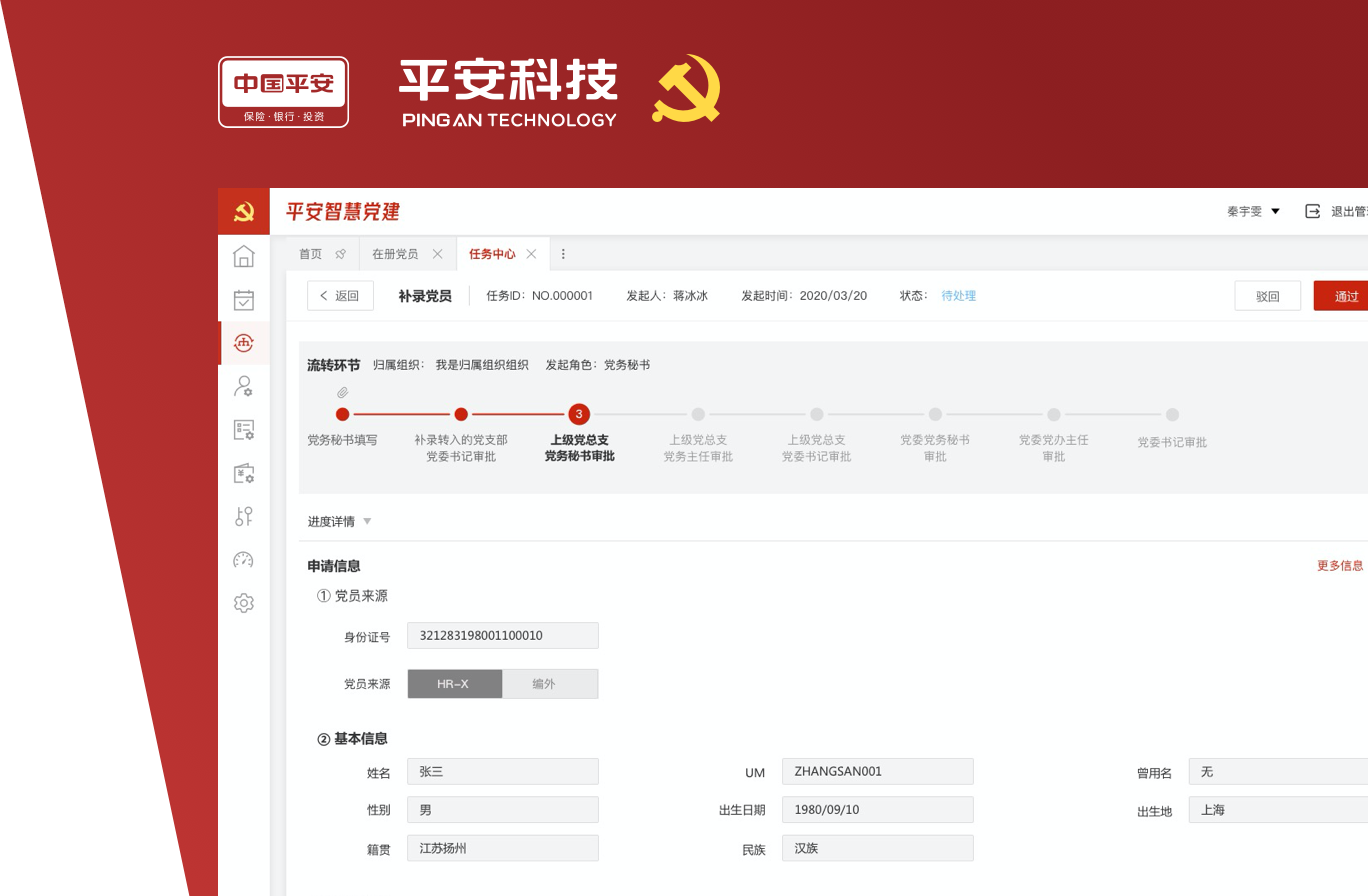 中国平安
保险·银行·投资
平安科技
PING AN TECHNOLOGY
平安智慧党建
秦宇雯
退出管理
首页
在册党员
任务中心
返回
补录党员
任务ID：NO.000001
发起人：蒋冰冰
发起时间：2020/03/20
状态：待处理
驳回
通过
流转环节
归属组织：我是归属组织组织
发起角色：党务秘书
党务秘书填写
补录转入的党支部
党委书记审批
3
上级党总支
党务秘书审批
上级党总支
党务主任审批
上级党总支
党委书记审批
党委党务秘书
审批
党委党办主任
审批
党委书记审批
进度详情
申请信息
更多信息
① 党员来源
身份证号
321283198001100010
党员来源
HR-X
编外
② 基本信息
姓名
张三
UM
ZHANGSAN001
曾用名
无
性别
男
出生日期
1980/09/10
出生地
上海
籍贯
江苏扬州
民族
汉族